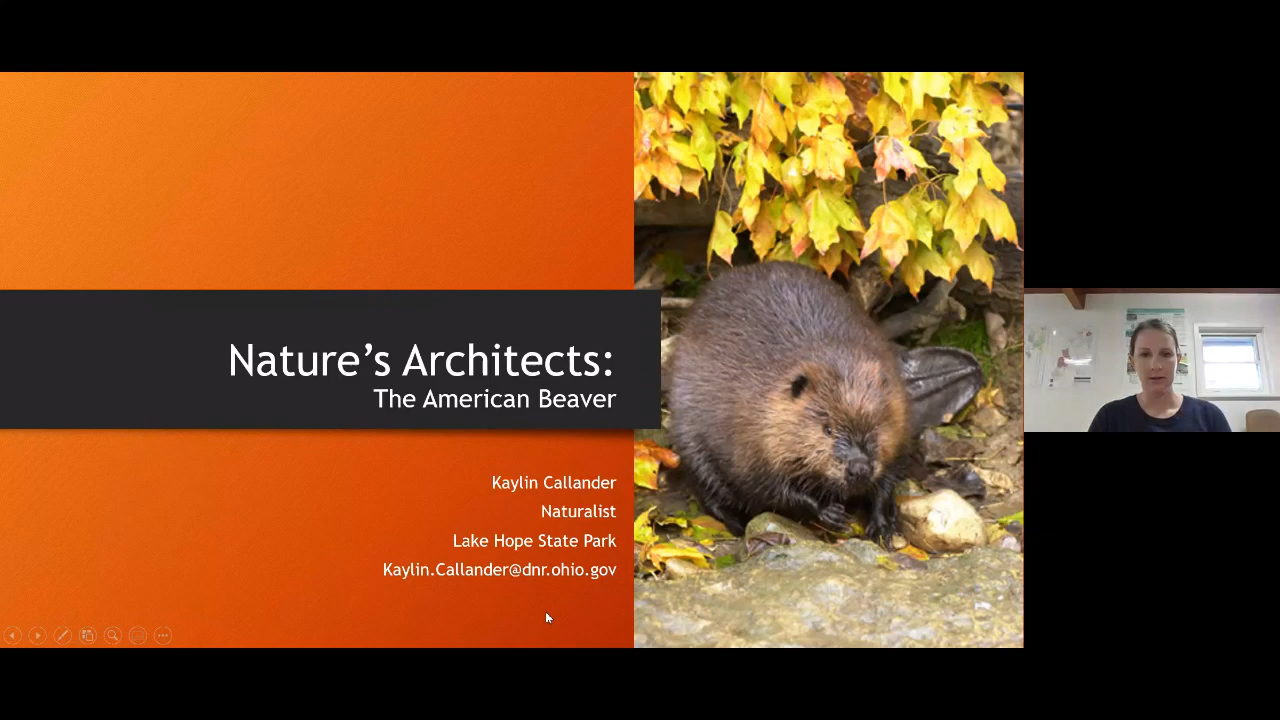 Nature’s Architects:
The American Beaver
Kaylin Callander
Naturalist
Lake Hope State Park
Kaylin.Callander@dnr.ohio.gov